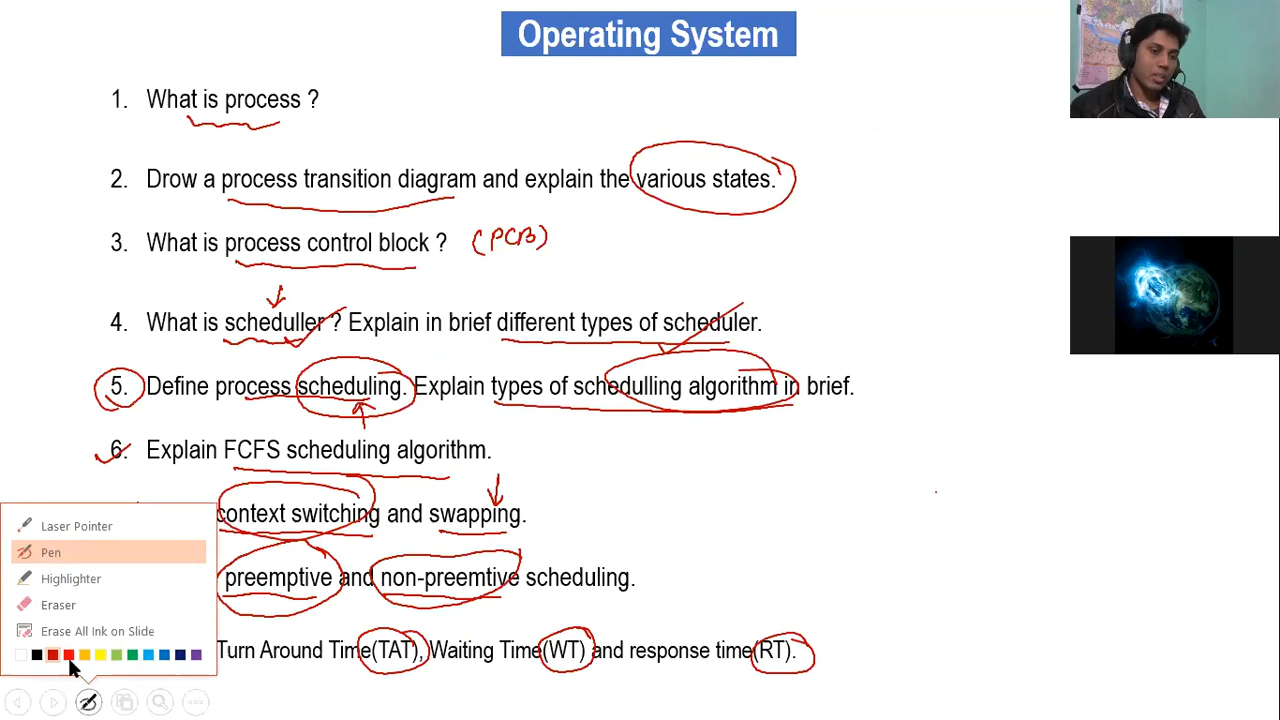 Operating System
1. What is process ?
2. Drow a process transition diagram and explain the various states.
3. What is process control block ? (PCB)
4. What is scheduller ? Explain in brief different types of scheduler.
5. Define process scheduling. Explain types of schedulling algorithm in brief.
6. Explain FCFS scheduling algorithm.
context switching and swapping.
preemptive and non-preemtive scheduling.
Turn Around Time(TAT), Waiting Time(WT) and response time(RT).
Laser Pointer
Pen
Highlighter
Eraser
Erase All Ink on Slide